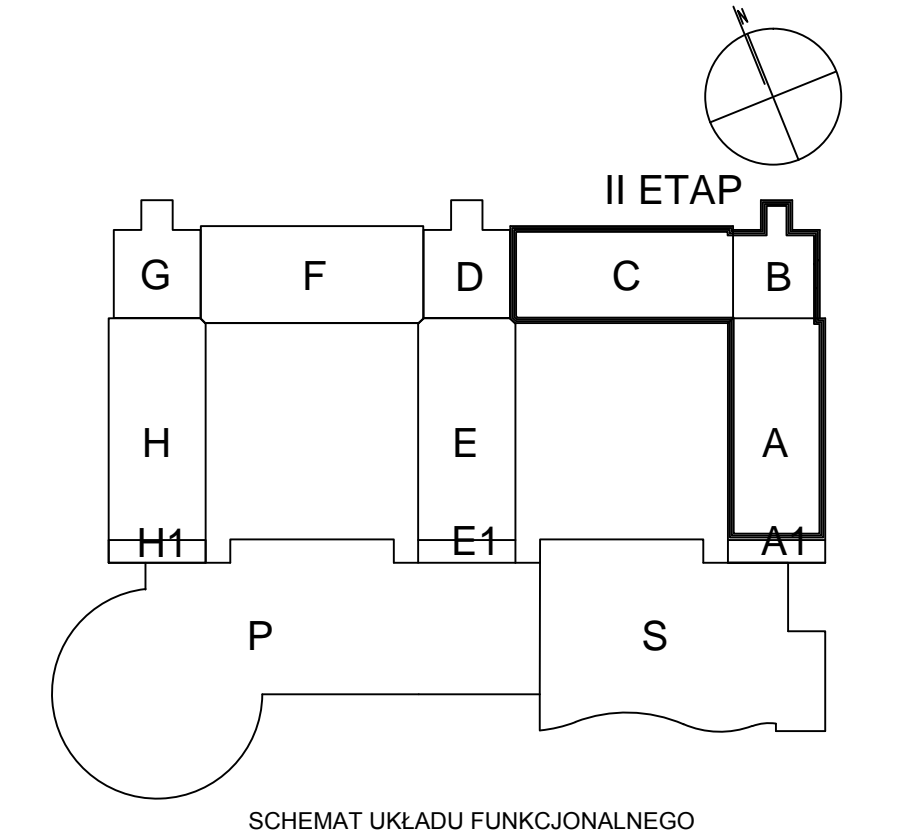 N
II ETAP
G F D C B
H E A
H1 E1 A1
P S
SCHEMAT UKŁADU FUNKCJONALNEGO